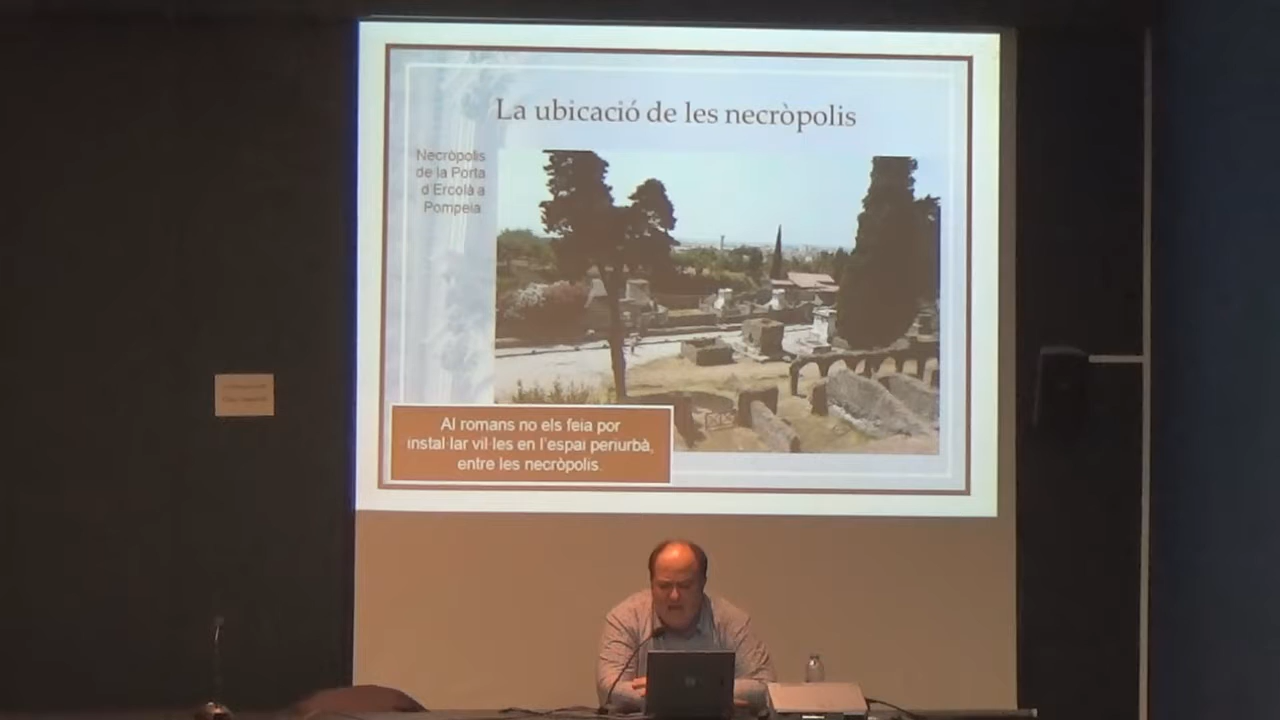 La ubicació de les necròpolis
Necròpolis
de la Porta
d Ercolà a
Pompeia
Al romans no els feia por
instal·lar vil·les en l'espai periurbà,
entre les necròpolis.